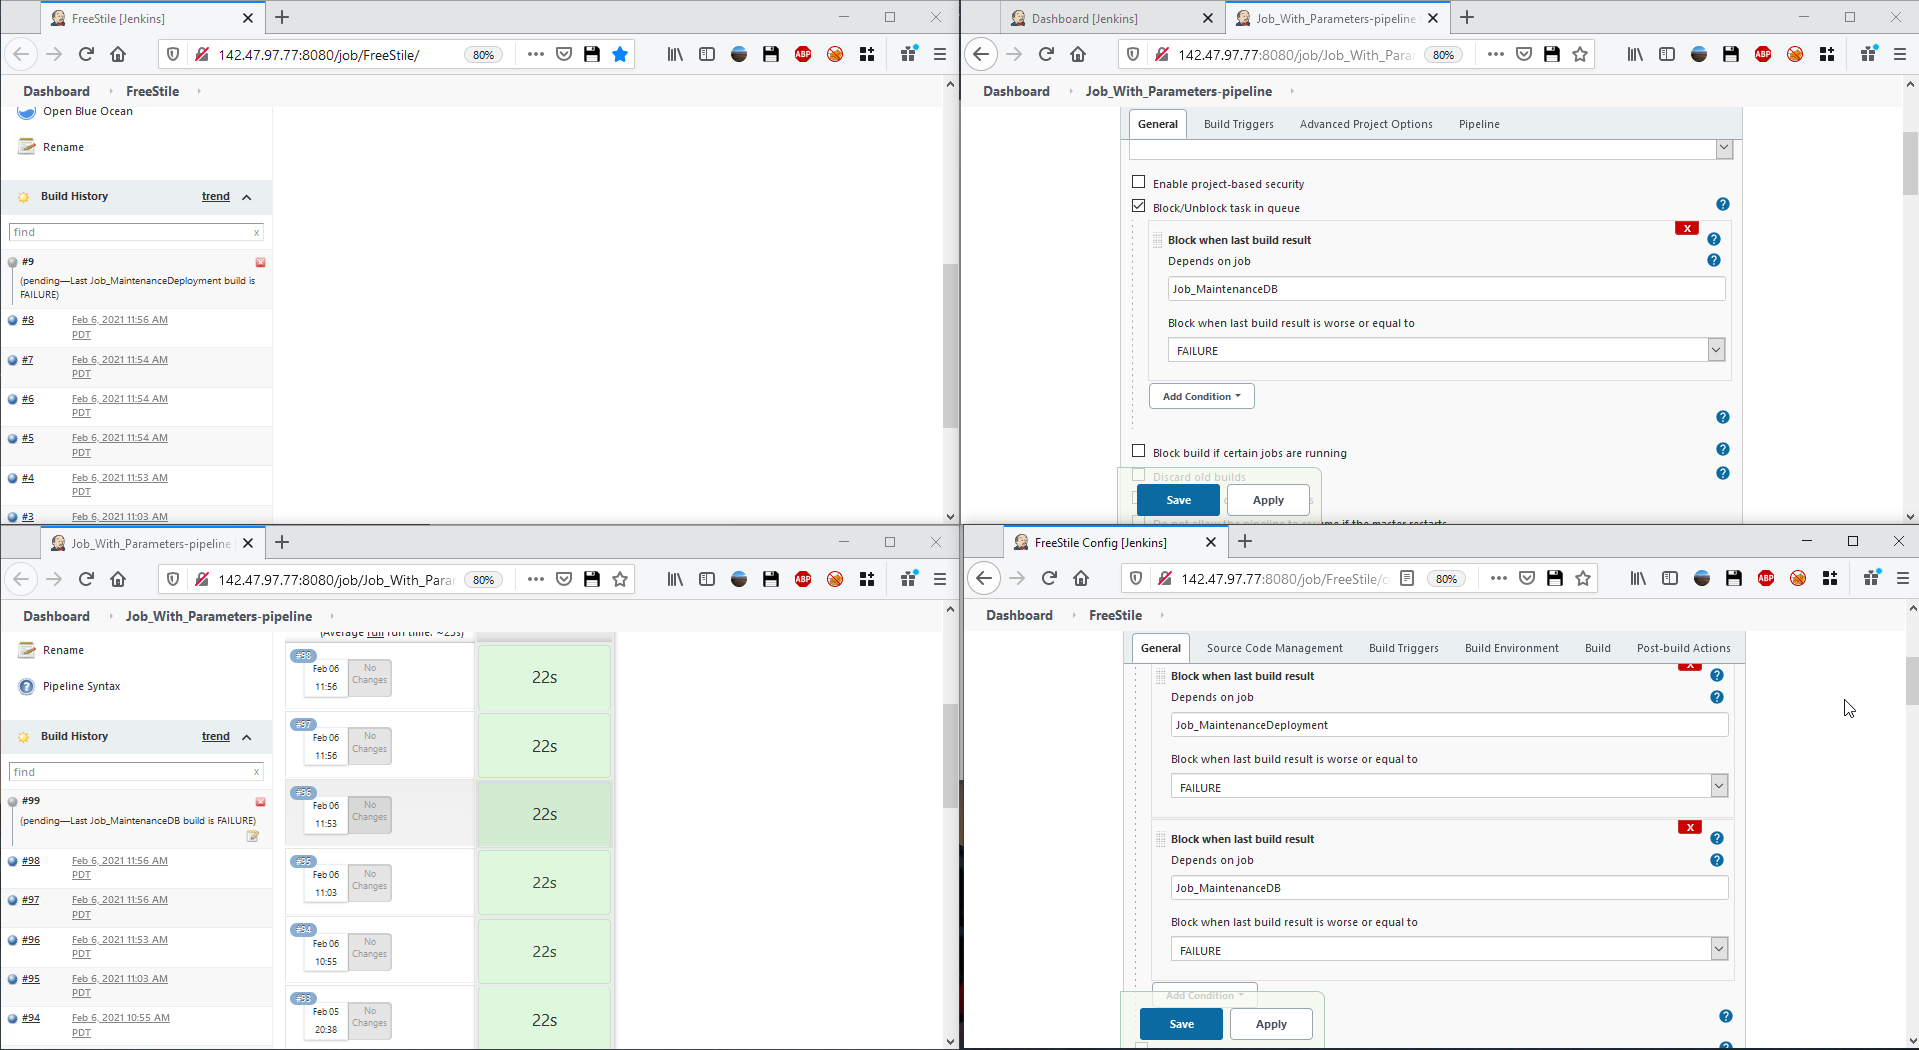 FreeStile [Jenkins]
142.47.97.77:8080/job/FreeStile/
80%
ABP
Dashboard
FreeStile
Open Blue Ocean
Rename
Build History
trend
find
x
#9
(pending—Last Job_MaintenanceDeployment build is
FAILURE)
#8 Feb 6, 2021 11:56 AM
PDT
#7 Feb 6, 2021 11:54 AM
PDT
#6 Feb 6, 2021 11:54 AM
PDT
#5 Feb 6, 2021 11:54 AM
PDT
#4 Feb 6, 2021 11:53 AM
PDT
#3 Feb 6, 2021 11:03 AM
Dashboard [Jenkins]
Job_With_Parameters-pipeline
142.47.97.77:8080/job/Job_With_Para
80%
ABP
Dashboard
Job_With_Parameters-pipeline
General
Build Triggers
Advanced Project Options
Pipeline
Enable project-based security
Block/Unblock task in queue
X
Block when last build result
Depends on job
Job_MaintenanceDB
Block when last build result is worse or equal to
FAILURE
Add Condition
Block build if certain jobs are running
Discard old builds
Save
Apply
Do not allow the pipeline to resume if the master restarts
Job_With_Parameters-pipeline
142.47.97.77:8080/job/Job_With_Para
80%
ABP
Dashboard
Job_With_Parameters-pipeline
Rename
Pipeline Syntax
Build History
trend
find
x
#99
(pending—Last Job_MaintenanceDB build is FAILURE)
#98 Feb 6, 2021 11:56 AM
PDT
#97 Feb 6, 2021 11:56 AM
PDT
#96 Feb 6, 2021 11:53 AM
PDT
#95 Feb 6, 2021 11:03 AM
PDT
#94 Feb 6, 2021 10:55 AM
PDT
(Average full run time: ~23s)
#98
Feb 06
11:56
No
Changes
22s
#97
Feb 06
11:56
No
Changes
22s
#96
Feb 06
11:53
No
Changes
22s
#95
Feb 06
11:03
No
Changes
22s
#94
Feb 06
10:55
No
Changes
22s
#93
Feb 05
20:38
No
Changes
22s
FreeStile Config [Jenkins]
142.47.97.77:8080/job/FreeStile/c
80%
ABP
Dashboard
FreeStile
General
Source Code Management
Build Triggers
Build Environment
Build
Post-build Actions
X
Block when last build result
Depends on job
Job_MaintenanceDeployment
Block when last build result is worse or equal to
FAILURE
X
Block when last build result
Depends on job
Job_MaintenanceDB
Block when last build result is worse or equal to
FAILURE
Add Condition
Save
Apply